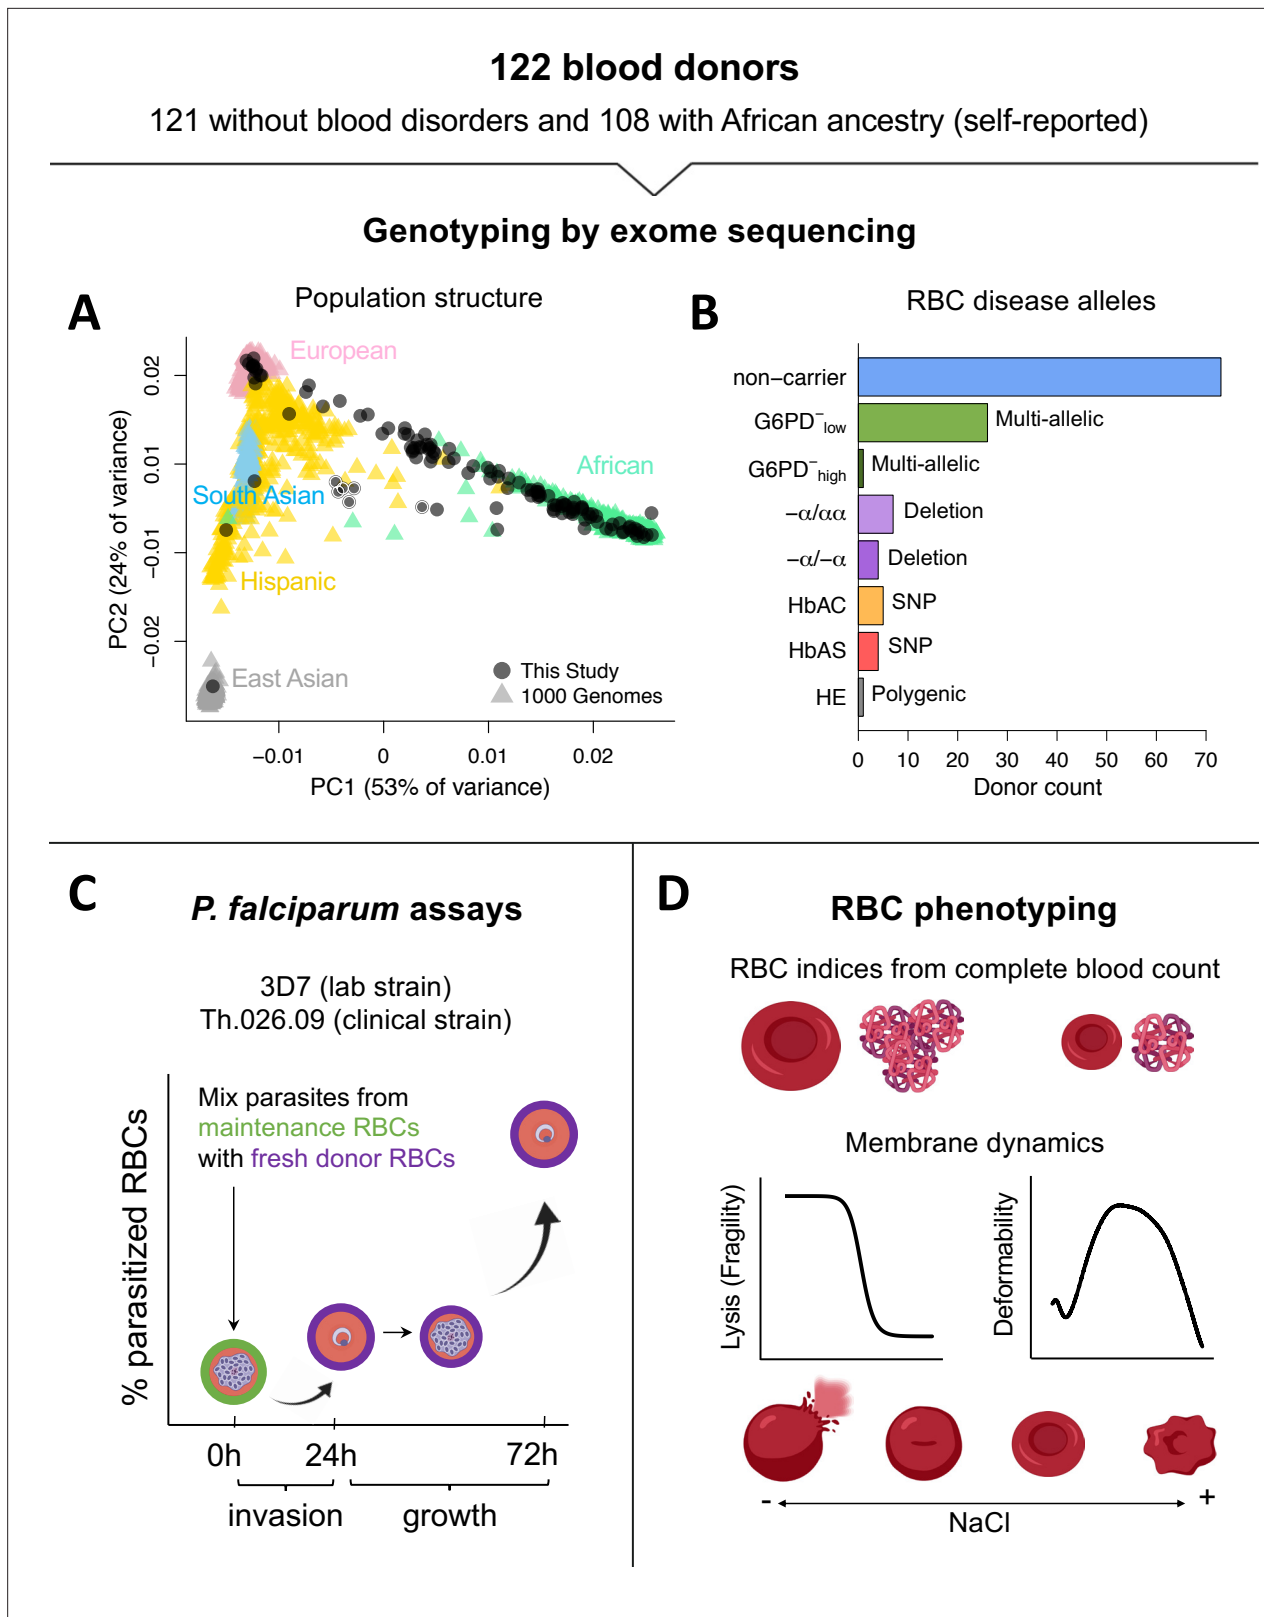 122 blood donors
121 without blood disorders and 108 with African ancestry (self-reported)
Genotyping by exome sequencing
A
Population structure
European
African
South Asian
Hispanic
East Asian
This Study
1000 Genomes
PC2 (24% of variance)
0.02
0.01
−0.01
−0.02
−0.01
0
0.01
0.02
PC1 (53% of variance)
B
RBC disease alleles
non−carrier
G6PD⁻low
Multi-allelic
G6PD⁻high
Multi-allelic
−α/αα
Deletion
−α/−α
Deletion
HbAC
SNP
HbAS
SNP
HE
Polygenic
0 10 20 30 40 50 60 70
Donor count
C
P. falciparum assays
3D7 (lab strain)
Th.026.09 (clinical strain)
% parasitized RBCs
Mix parasites from
maintenance RBCs
with fresh donor RBCs
0h 24h 72h
invasion growth
D
RBC phenotyping
RBC indices from complete blood count
Membrane dynamics
Lysis (Fragility)
Deformability
- +
NaCl